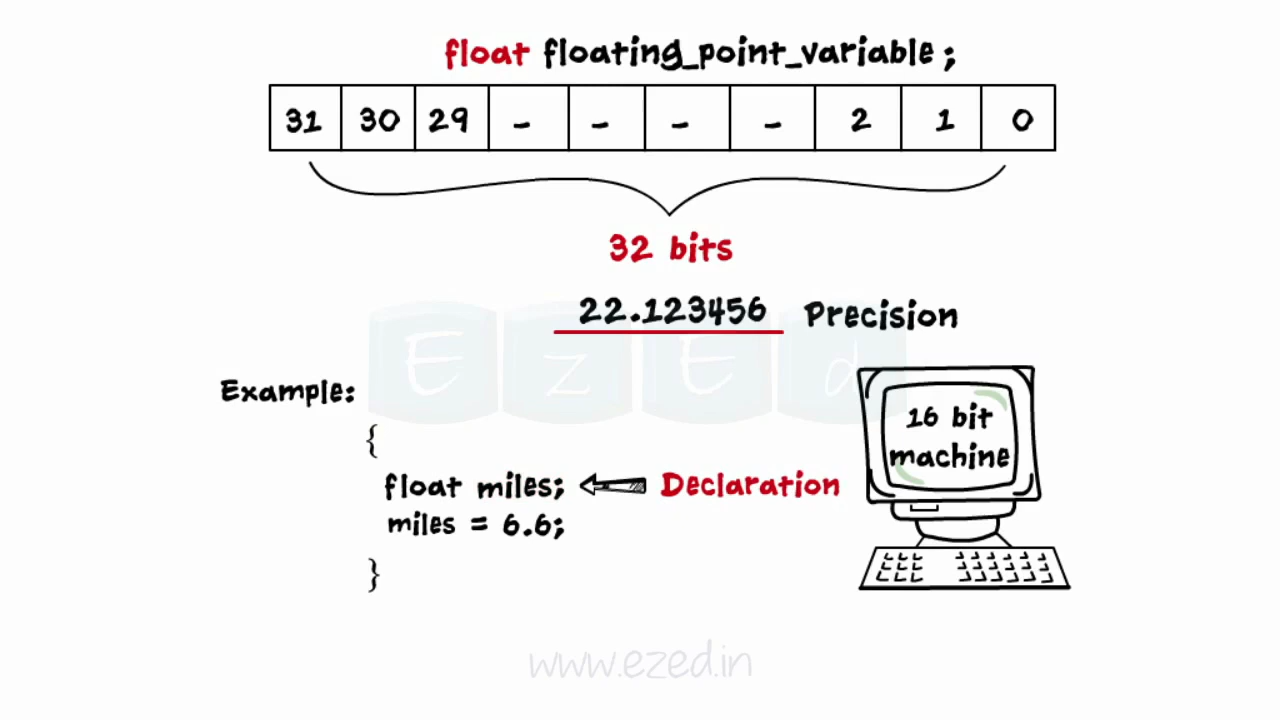 float floating_point_variable ;
31 30 29 - - - - 2 1 0
32 bits
22.123456 Precision
EzEd
Example:
16 bit
machine
{
float miles; Declaration
miles = 6.6;
}
www.ezed.in